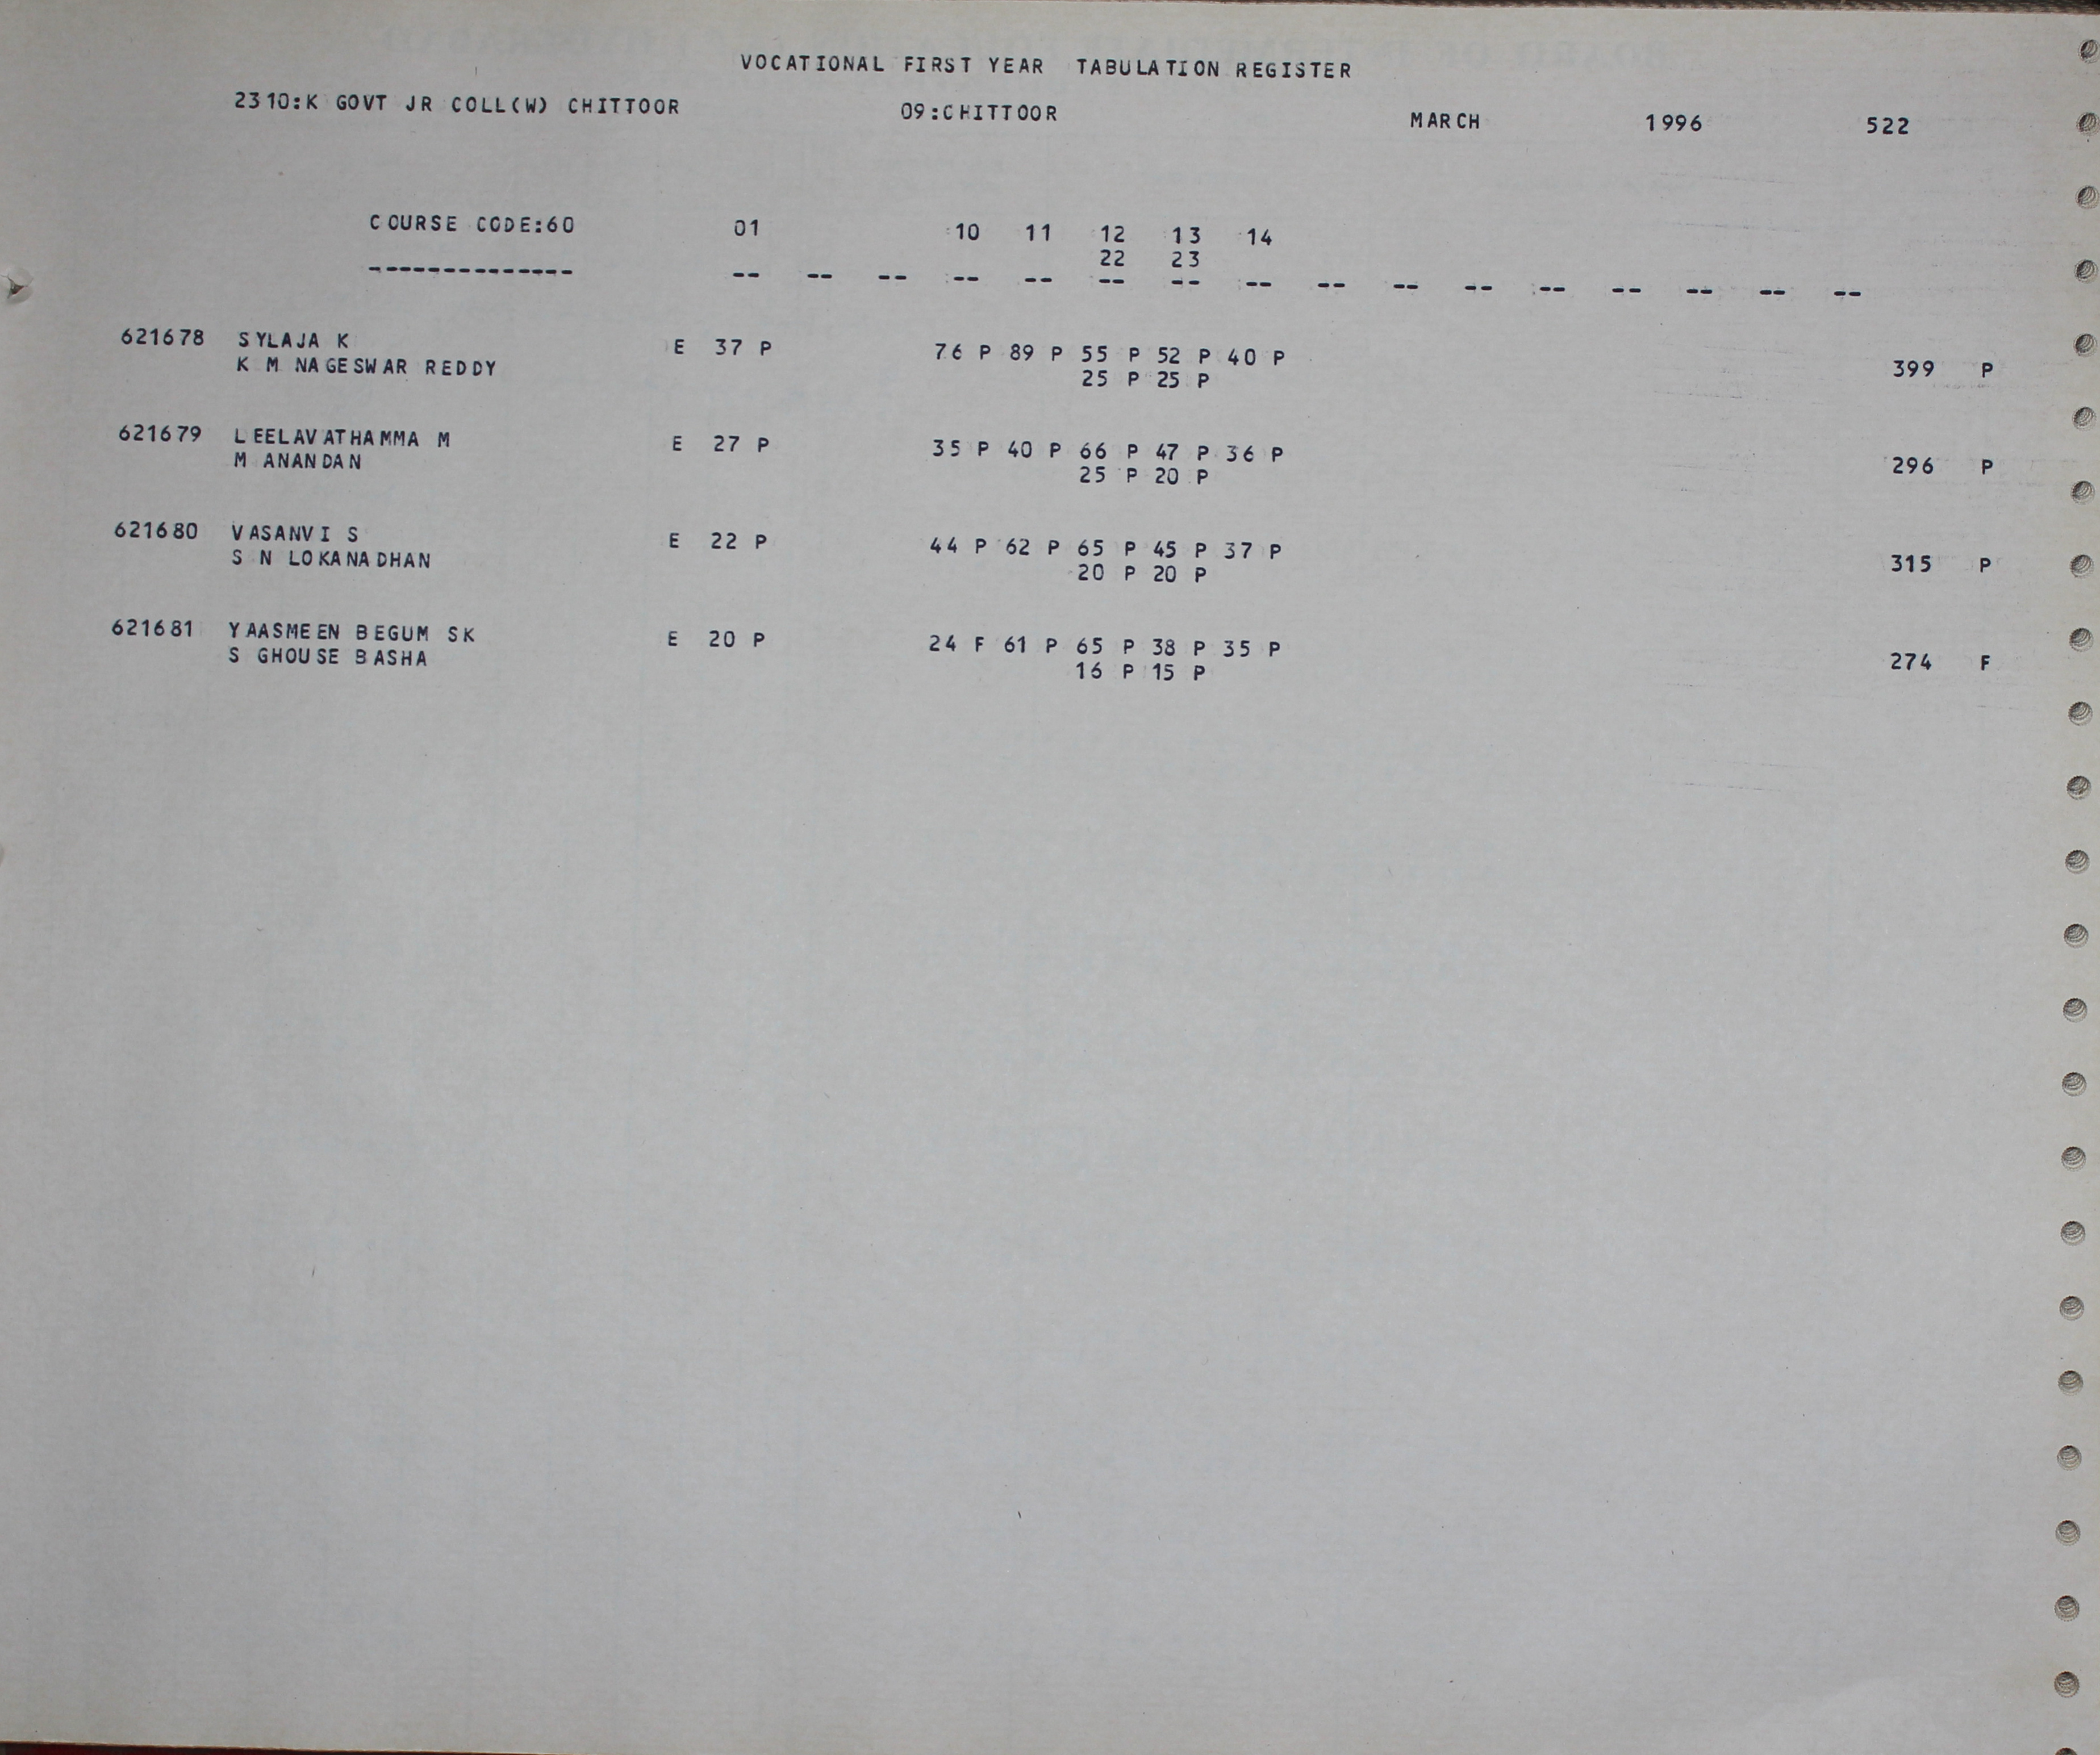 VOCATIONAL FIRST YEAR TABULATION REGISTER
2310:K GOVT JR COLL(W) CHITTOOR 09:CHITTOOR MARCH 1996 522
COURSE CODE:60 01 10 11 12 13 14
22 23
-------------- -- -- -- -- -- -- -- -- -- -- -- -- -- -- -- --
621678 SYLAJA K E 37 P 76 P 89 P 55 P 52 P 40 P
K M NAGESWAR REDDY 25 P 25 P 399 P
621679 LEELAVATHAMMA M E 27 P 35 P 40 P 66 P 47 P 36 P
M ANANDAN 25 P 20 P 296 P
621680 VASANVI S E 22 P 44 P 62 P 65 P 45 P 37 P
S N LOKANADHAN 20 P 20 P 315 P
621681 YAASMEEN BEGUM SK E 20 P 24 F 61 P 65 P 38 P 35 P
S GHOUSE BASHA 16 P 15 P 274 F